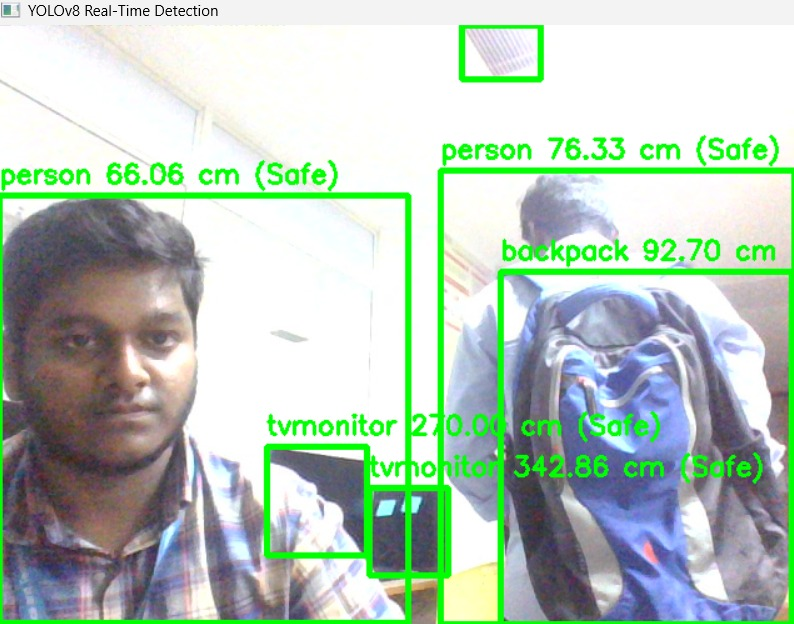 YOLOv8 Real-Time Detection
person 76.33 cm (Safe)
person 66.06 cm (Safe)
backpack 92.70 cm
tvmonitor 270.00 cm (Safe)
tvmonitor 342.86 cm (Safe)